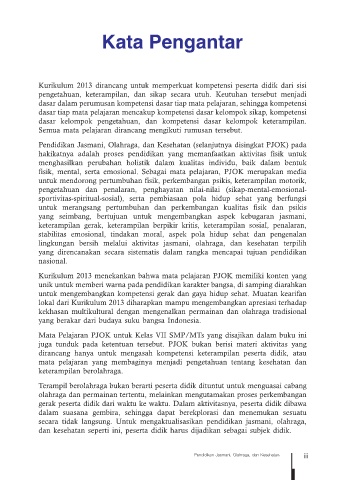 Kata Pengantar
Kurikulum 2013 dirancang untuk memperkuat kompetensi peserta didik dari sisi
pengetahuan, keterampilan, dan sikap secara utuh. Keutuhan tersebut menjadi
dasar dalam perumusan kompetensi dasar tiap mata pelajaran, sehingga kompetensi
dasar tiap mata pelajaran mencakup kompetensi dasar kelompok sikap, kompetensi
dasar kelompok pengetahuan, dan kompetensi dasar kelompok keterampilan.
Semua mata pelajaran dirancang mengikuti rumusan tersebut.
Pendidikan Jasmani, Olahraga, dan Kesehatan (selanjutnya disingkat PJOK) pada
hakikatnya adalah proses pendidikan yang memanfaatkan aktivitas fisik untuk
menghasilkan perubahan holistik dalam kualitas individu, baik dalam bentuk
fisik, mental, serta emosional. Sebagai mata pelajaran, PJOK merupakan media
untuk mendorong pertumbuhan fisik, perkembangan psikis, keterampilan motorik,
pengetahuan dan penalaran, penghayatan nilai-nilai (sikap-mental-emosional-
sportivitas-spiritual-sosial), serta pembiasaan pola hidup sehat yang berfungsi
untuk merangsang pertumbuhan dan perkembangan kualitas fisik dan psikis
yang seimbang, bertujuan untuk mengembangkan aspek kebugaran jasmani,
keterampilan gerak, keterampilan berpikir kritis, keterampilan sosial, penalaran,
stabilitas emosional, tindakan moral, aspek pola hidup sehat dan pengenalan
lingkungan bersih melalui aktivitas jasmani, olahraga, dan kesehatan terpilih
yang direncanakan secara sistematis dalam rangka mencapai tujuan pendidikan
nasional.
Kurikulum 2013 menekankan bahwa mata pelajaran PJOK memiliki konten yang
unik untuk memberi warna pada pendidikan karakter bangsa, di samping diarahkan
untuk mengembangkan kompetensi gerak dan gaya hidup sehat. Muatan kearifan
lokal dari Kurikulum 2013 diharapkan mampu mengembangkan apresiasi terhadap
kekhasan multikultural dengan mengenalkan permainan dan olahraga tradisional
yang berakar dari budaya suku bangsa Indonesia.
Mata Pelajaran PJOK untuk Kelas VII SMP/MTs yang disajikan dalam buku ini
juga tunduk pada ketentuan tersebut. PJOK bukan berisi materi aktivitas yang
dirancang hanya untuk mengasah kompetensi keterampilan peserta didik, atau
mata pelajaran yang membaginya menjadi pengetahuan tentang kesehatan dan
keterampilan berolahraga.
Terampil berolahraga bukan berarti peserta didik dituntut untuk menguasai cabang
olahraga dan permainan tertentu, melainkan mengutamakan proses perkembangan
gerak peserta didik dari waktu ke waktu. Dalam aktivitasnya, peserta didik dibawa
dalam suasana gembira, sehingga dapat berekplorasi dan menemukan sesuatu
secara tidak langsung. Untuk mengaktualisasikan pendidikan jasmani, olahraga,
dan kesehatan seperti ini, peserta didik harus dijadikan sebagai subjek didik.
Pendidikan Jasmani, Olahraga, dan Kesehatan iii